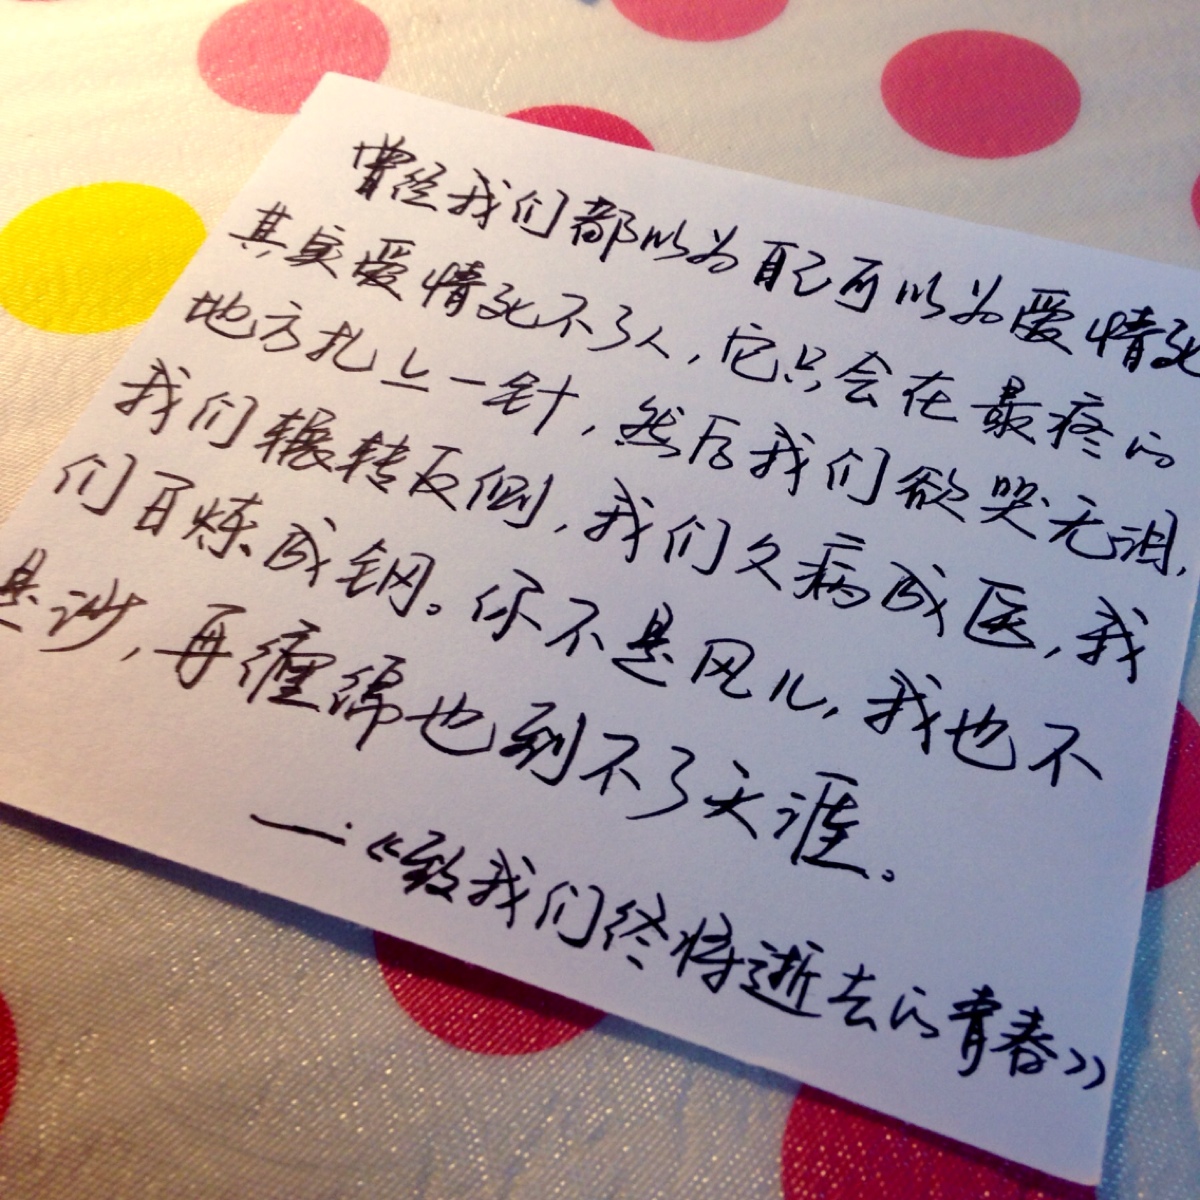 曾经我们都以为自己可以为爱情死
其实爱情死不了人,它只会在最疼的
地方扎上一针,然后我们欲哭无泪,
我们辗转反侧,我们久病成医,我
们百炼成钢。你不是风儿,我也不
是沙,再缠绵也到不了天涯。
——《致我们终将逝去的青春》